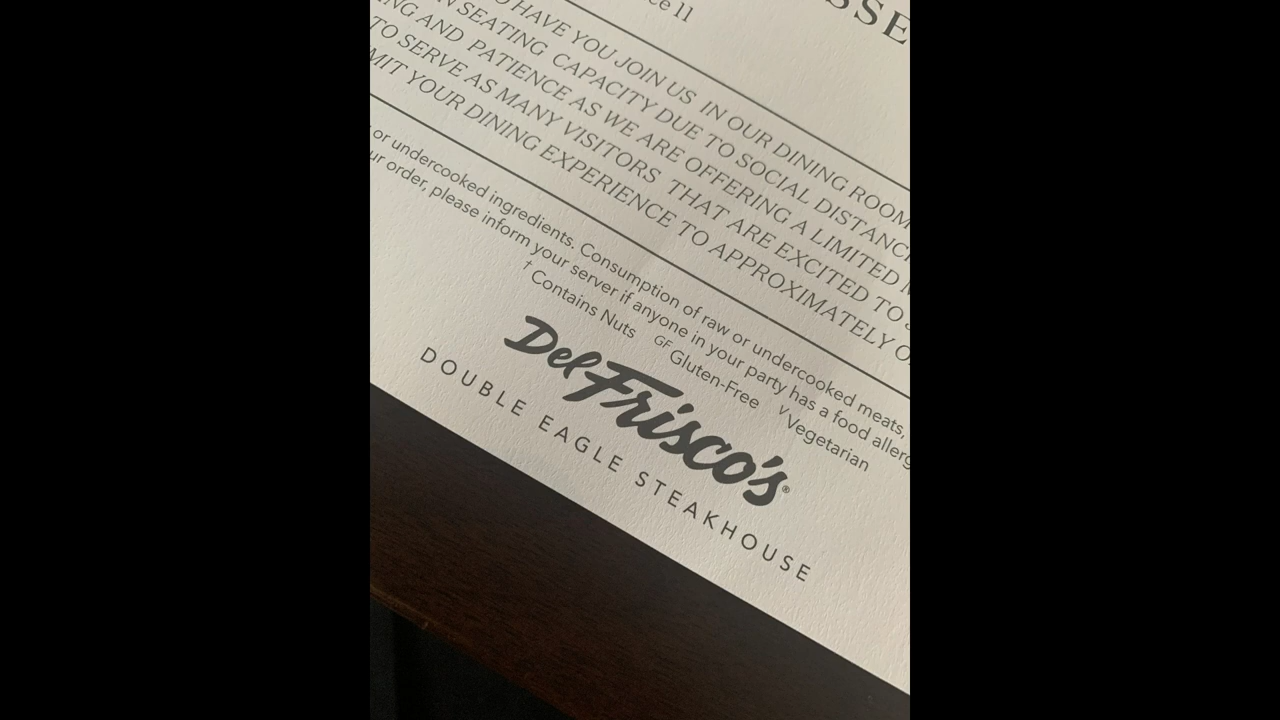 ce 11
HAVE YOU JOIN US IN OUR DINING ROOM
SEATING CAPACITY DUE TO SOCIAL DISTANC
NG AND PATIENCE AS WE ARE OFFERING A LIMITED
TO SERVE AS MANY VISITORS THAT ARE EXCITED TO
MIT YOUR DINING EXPERIENCE TO APPROXIMATELY
or undercooked ingredients. Consumption of raw or undercooked meats,
ur order, please inform your server if anyone in your party has a food allerg
† Contains Nuts GF Gluten-Free V Vegetarian
Del Frisco's®
DOUBLE EAGLE STEAKHOUSE